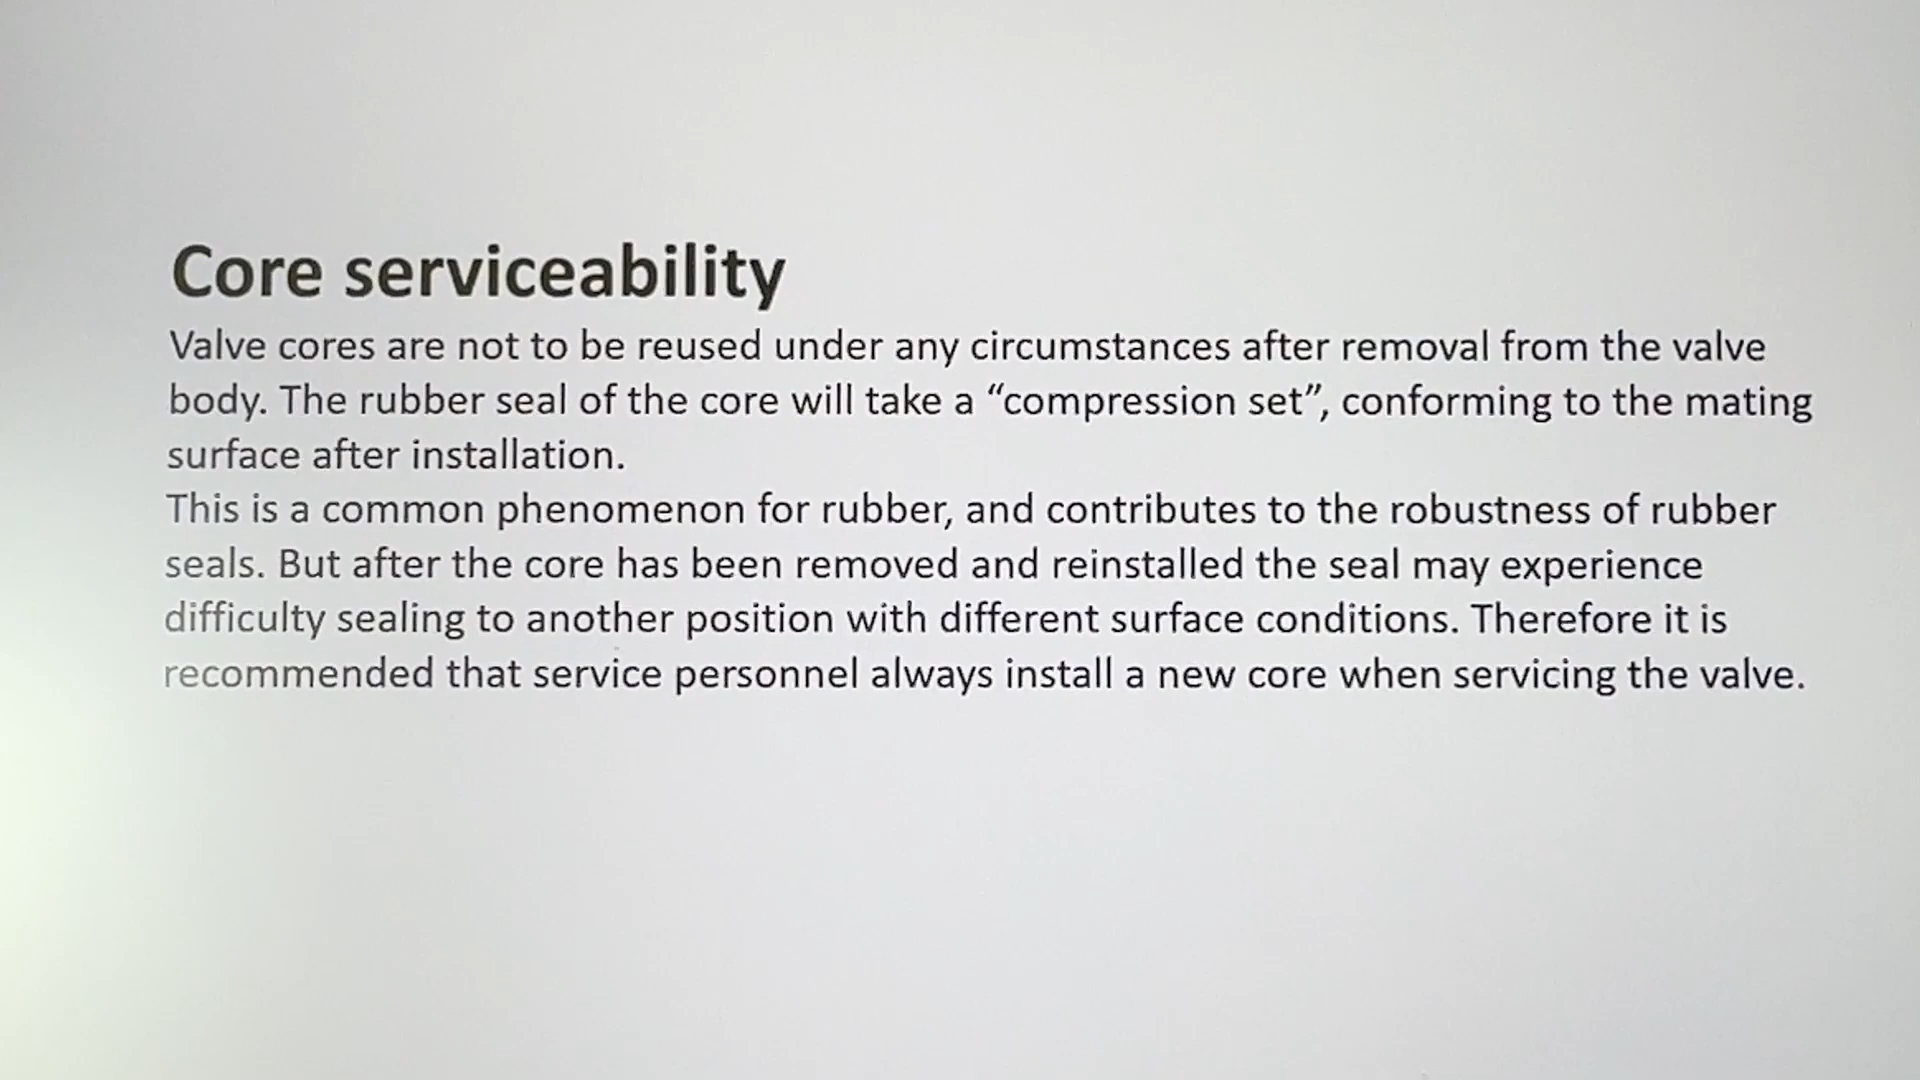 Core serviceability
Valve cores are not to be reused under any circumstances after removal from the valve
body. The rubber seal of the core will take a “compression set”, conforming to the mating
surface after installation.
This is a common phenomenon for rubber, and contributes to the robustness of rubber
seals. But after the core has been removed and reinstalled the seal may experience
difficulty sealing to another position with different surface conditions. Therefore it is
recommended that service personnel always install a new core when servicing the valve.